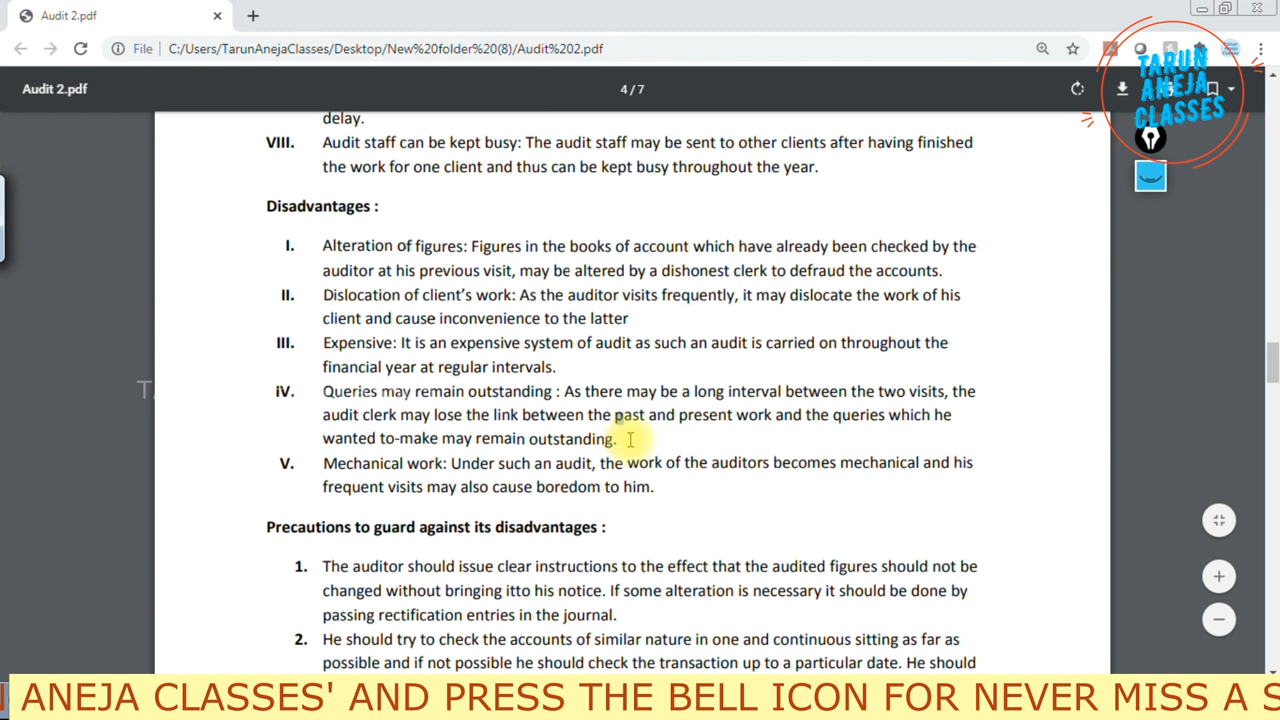 Audit 2.pdf
File
C:/Users/TarunAnejaClasses/Desktop/New%20folder%20(8)/Audit%202.pdf
Audit 2.pdf
4 / 7
TARUN
ANEJA
CLASSES
delay.
VIII. Audit staff can be kept busy: The audit staff may be sent to other clients after having finished
the work for one client and thus can be kept busy throughout the year.
Disadvantages :
I. Alteration of figures: Figures in the books of account which have already been checked by the
auditor at his previous visit, may be altered by a dishonest clerk to defraud the accounts.
II. Dislocation of client's work: As the auditor visits frequently, it may dislocate the work of his
client and cause inconvenience to the latter
III. Expensive: It is an expensive system of audit as such an audit is carried on throughout the
financial year at regular intervals.
iV. Queries may remain outstanding : As there may be a long interval between the two visits, the
audit clerk may lose the link between the past and present work and the queries which he
wanted to-make may remain outstanding.
V. Mechanical work: Under such an audit, the work of the auditors becomes mechanical and his
frequent visits may also cause boredom to him.
Precautions to guard against its disadvantages :
1. The auditor should issue clear instructions to the effect that the audited figures should not be
changed without bringing itto his notice. If some alteration is necessary it should be done by
passing rectification entries in the journal.
2. He should try to check the accounts of similar nature in one and continuous sitting as far as
possible and if not possible he should check the transaction up to a particular date. He should
ANEJA CLASSES' AND PRESS THE BELL ICON FOR NEVER MISS A S